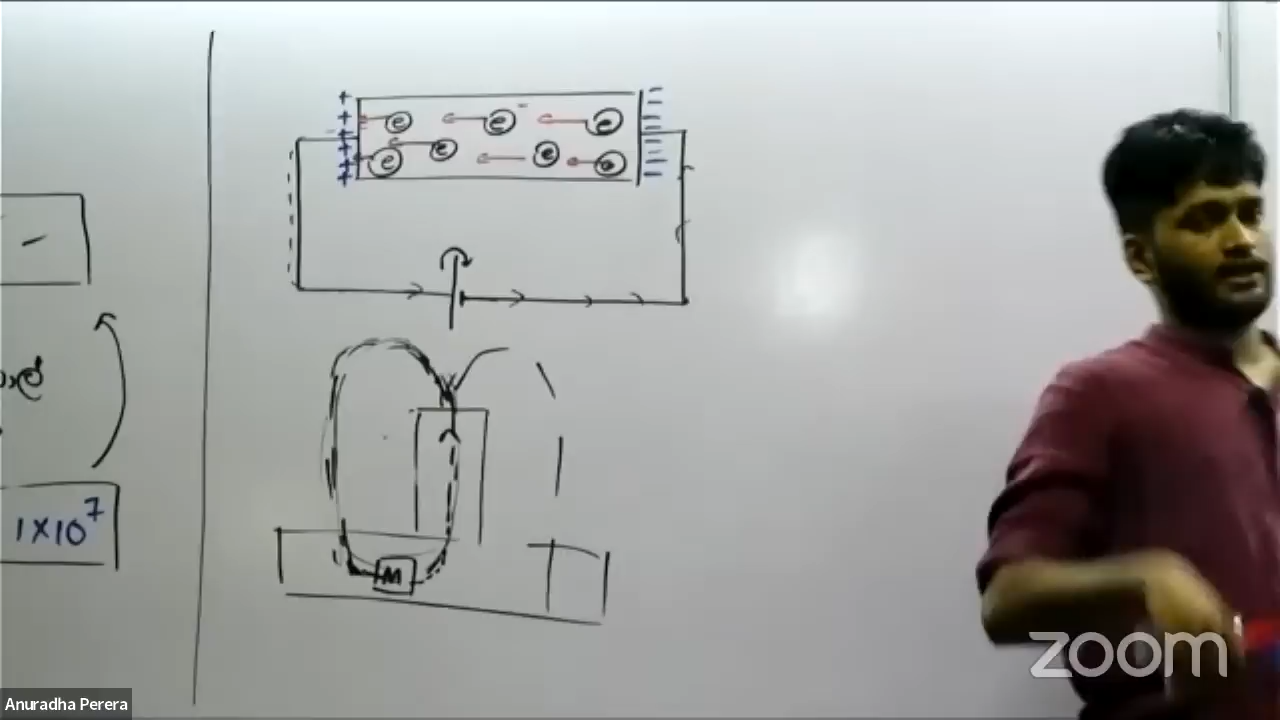 + + + + + +
e e e
e e e e
-
1×10⁷
M
zoom
Anuradha Perera